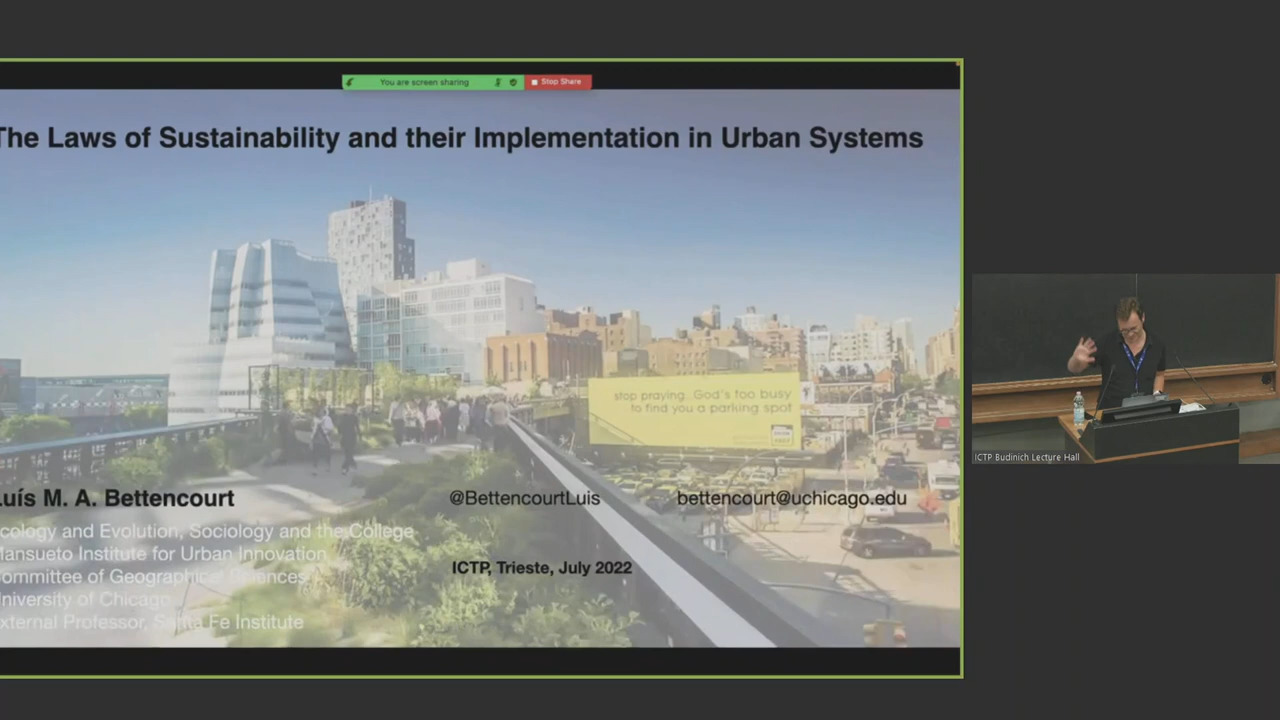 You are screen sharing
Stop Share
The Laws of Sustainability and their Implementation in Urban Systems
stop praying. God's too busy
to find you a parking spot
Luís M. A. Bettencourt
@BettencourtLuis
bettencourt@uchicago.edu
cology and Evolution, Sociology and the College
Mansueto Institute for Urban Innovation
ommittee of Geographical Sciences
niversity of Chicago
xternal Professor, Santa Fe Institute
ICTP, Trieste, July 2022
ICTP Budinich Lecture Hall